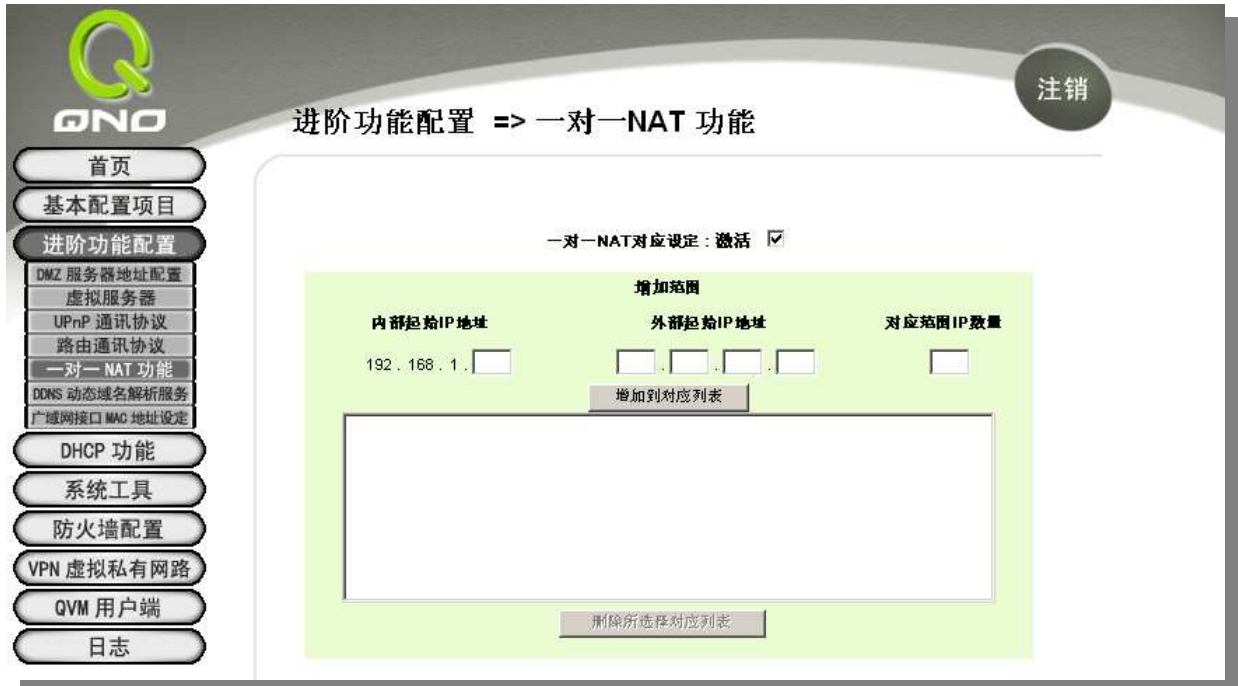 QNO
注销
进阶功能配置 => 一对一NAT 功能
首页
基本配置项目
进阶功能配置
DMZ 服务器地址配置
虚拟服务器
UPnP 通讯协议
路由通讯协议
一对一 NAT 功能
DDNS 动态域名解析服务
广域网接口 MAC 地址设定
DHCP 功能
系统工具
防火墙配置
VPN 虚拟私有网路
QVM 用户端
日志
一对一NAT对应设定 : 激活
增加范围
内部起始IP地址 外部起始IP地址 对应范围IP数量
192 . 168 . 1 . . . .
增加到对应列表
删除所选择对应列表